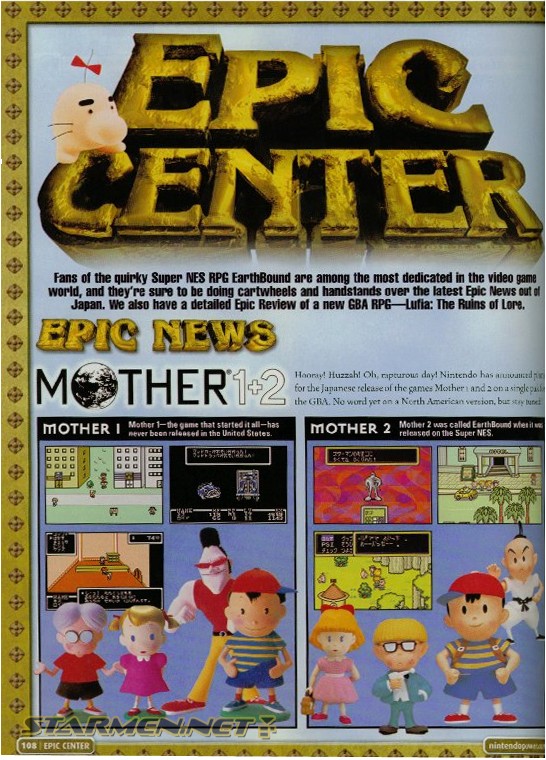 EPIC
CENTER
Fans of the quirky Super NES RPG EarthBound are among the most dedicated in the video game
world, and they're sure to be doing cartwheels and handstands over the latest Epic News out of
Japan. We also have a detailed Epic Review of a new GBA RPG—Lufia: The Ruins of Lore.
EPIC NEWS
MOTHER 1+2
Hooray! Huzzah! Oh, rapturous day! Nintendo has announced
for the Japanese release of the games Mother 1 and 2 on a single
the GBA. No word yet on a North American version, but stay tuned
MOTHER 1
Mother 1—the game that started it all—has
never been released in the United States.
MOTHER 2
Mother 2 was called EarthBound when it was
released on the Super NES.
STARMEN.NET
108 EPIC CENTER
nintendopower.com